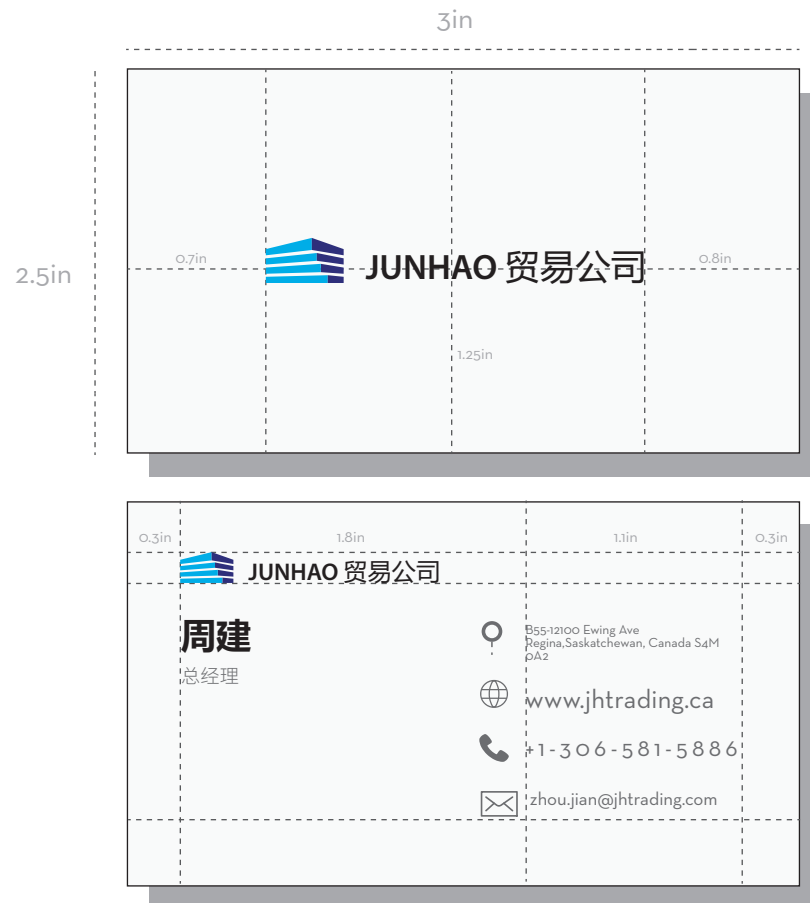 3in
2.5in
0.7in
JUNHAO 贸易公司
0.8in
1.25in
0.3in
1.8in
1.1in
0.3in
JUNHAO 贸易公司
周建
总经理
B55-12100 Ewing Ave
Regina,Saskatchewan, Canada S4M
0A2
www.jhtrading.ca
+1-306-581-5886
zhou.jian@jhtrading.com